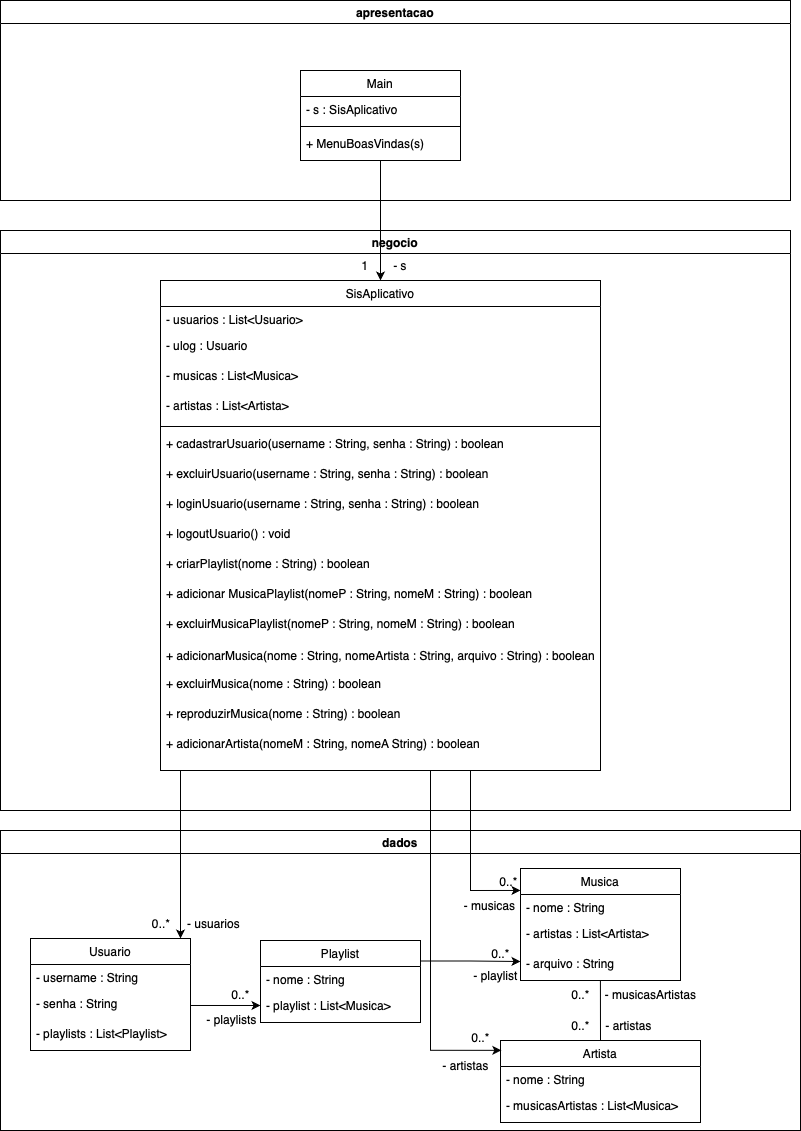 apresentacao
Main
- s : SisAplicativo
+ MenuBoasVindas(s)
negocio
1
- s
SisAplicativo
- usuarios : List<Usuario>
- ulog : Usuario
- musicas : List<Musica>
- artistas : List<Artista>
+ cadastrarUsuario(username : String, senha : String) : boolean
+ excluirUsuario(username : String, senha : String) : boolean
+ loginUsuario(username : String, senha : String) : boolean
+ logoutUsuario() : void
+ criarPlaylist(nome : String) : boolean
+ adicionar MusicaPlaylist(nomeP : String, nomeM : String) : boolean
+ excluirMusicaPlaylist(nomeP : String, nomeM : String) : boolean
+ adicionarMusica(nome : String, nomeArtista : String, arquivo : String) : boolean
+ excluirMusica(nome : String) : boolean
+ reproduzirMusica(nome : String) : boolean
+ adicionarArtista(nomeM : String, nomeA String) : boolean
dados
0..*
- usuarios
Usuario
- username : String
- senha : String
- playlists : List<Playlist>
0..*
- playlists
Playlist
- nome : String
- playlist : List<Musica>
0..*
- musicas
0..*
- playlist
Musica
- nome : String
- artistas : List<Artista>
- arquivo : String
0..*
- musicasArtistas
0..*
- artistas
0..*
- artistas
Artista
- nome : String
- musicasArtistas : List<Musica>